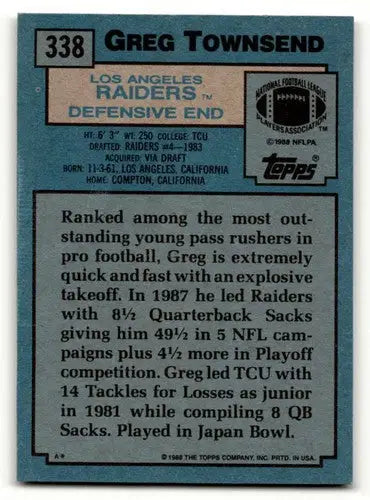 338
GREG TOWNSEND
LOS ANGELES
RAIDERS TM
DEFENSIVE END
NATIONAL FOOTBALL LEAGUE
PLAYERS ASSOCIATION
© 1988 NFLPA
Topps®
HT: 6' 3" WT: 250 COLLEGE: TCU
DRAFTED: RAIDERS #4—1983
ACQUIRED: VIA DRAFT
BORN: 11-3-61, LOS ANGELES, CALIFORNIA
HOME: COMPTON, CALIFORNIA
Ranked among the most out-
standing young pass rushers in
pro football, Greg is extremely
quick and fast with an explosive
takeoff. In 1987 he led Raiders
with 8½ Quarterback Sacks
giving him 49½ in 5 NFL cam-
paigns plus 4½ more in Playoff
competition. Greg led TCU with
14 Tackles for Losses as junior
in 1981 while compiling 8 QB
Sacks. Played in Japan Bowl.
A*
© 1988 THE TOPPS COMPANY, INC. PRTD. IN USA.